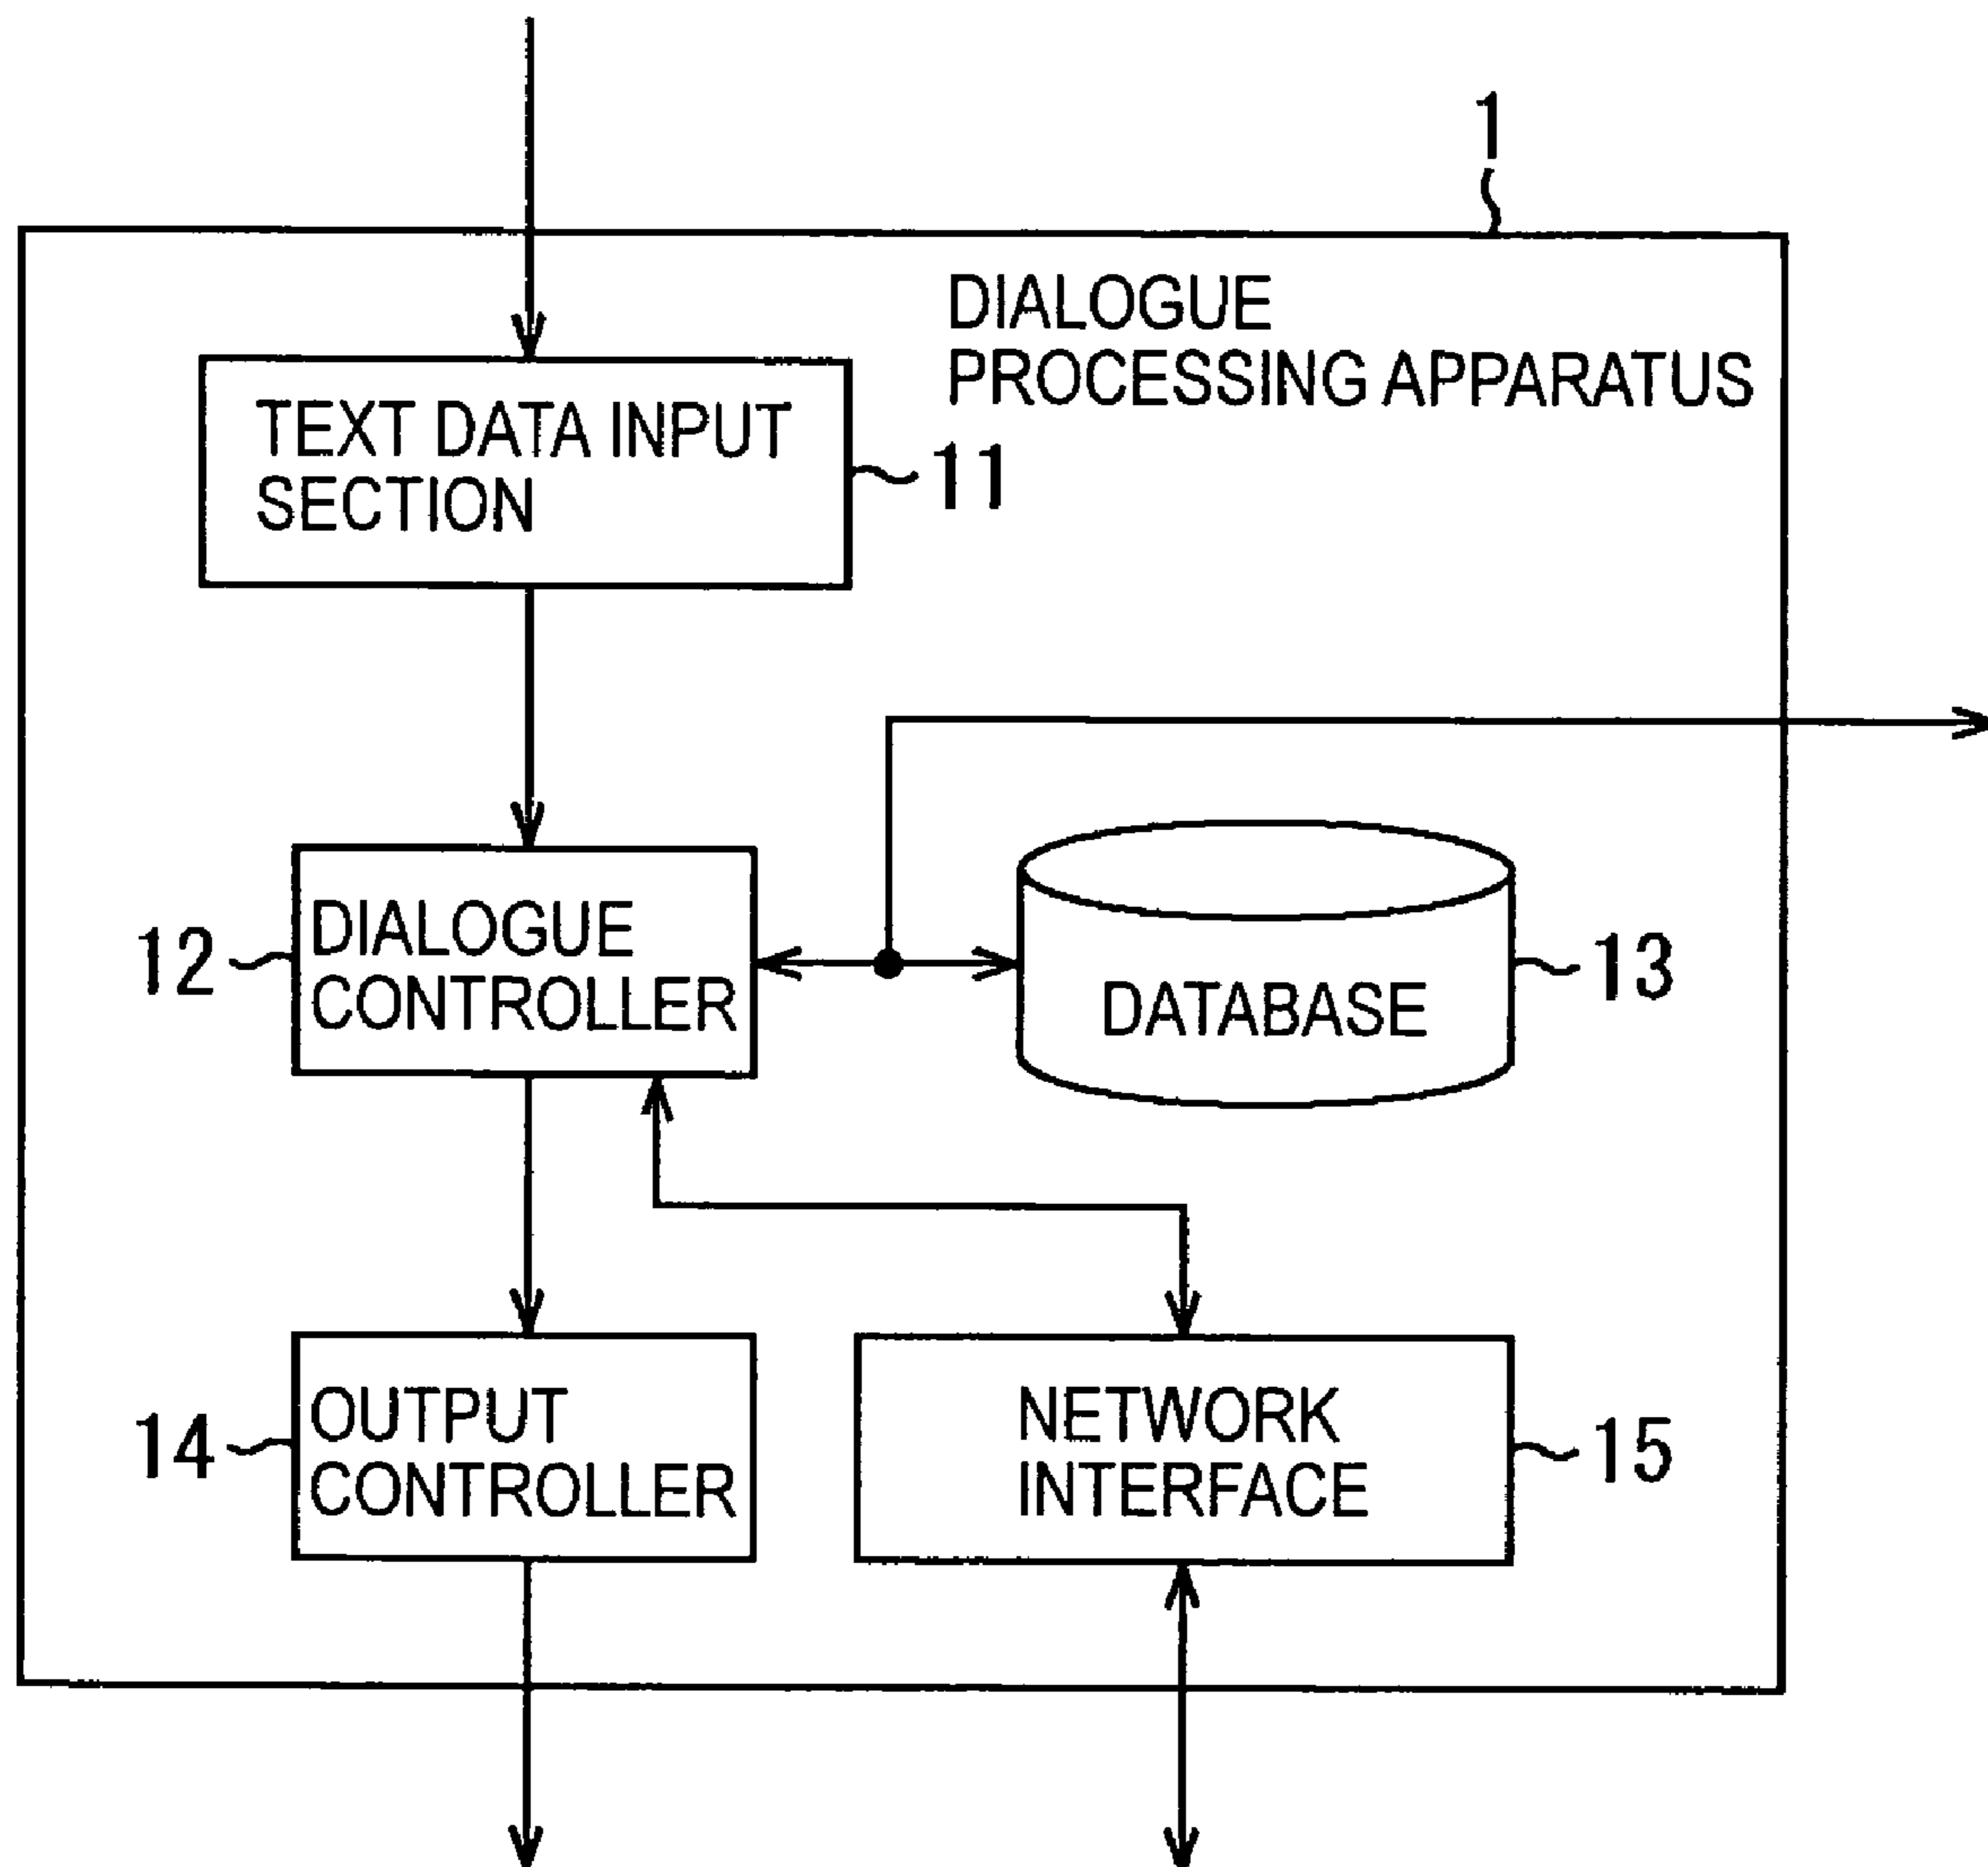 1
DIALOGUE
PROCESSING APPARATUS
TEXT DATA INPUT
SECTION
11
12
DIALOGUE
CONTROLLER
DATABASE
13
14
OUTPUT
CONTROLLER
NETWORK
INTERFACE
15